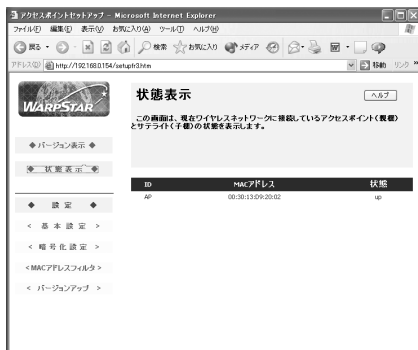 アクセスポイントセットアップ - Microsoft Internet Explorer
ファイル(F) 編集(E) 表示(V) お気に入り(A) ツール(T) ヘルプ(H)
戻る 検索 お気に入り メディア
アドレス(D) http://192.168.0.154/setupfr3.htm 移動 リンク »
WARPSTAR
状態表示
ヘルプ
この画面は、現在ワイヤレスネットワークに接続しているアクセスポイント(親機)
とサテライト(子機)の状態を表示します。
◆ バージョン表示 ◆
◆ 状態表示 ◆
◆ 設定 ◆
< 基本設定 >
< 暗号化設定 >
<MACアドレスフィルタ>
< バージョンアップ >
ID MACアドレス 状態
AP 00:30:13:09:20:02 up